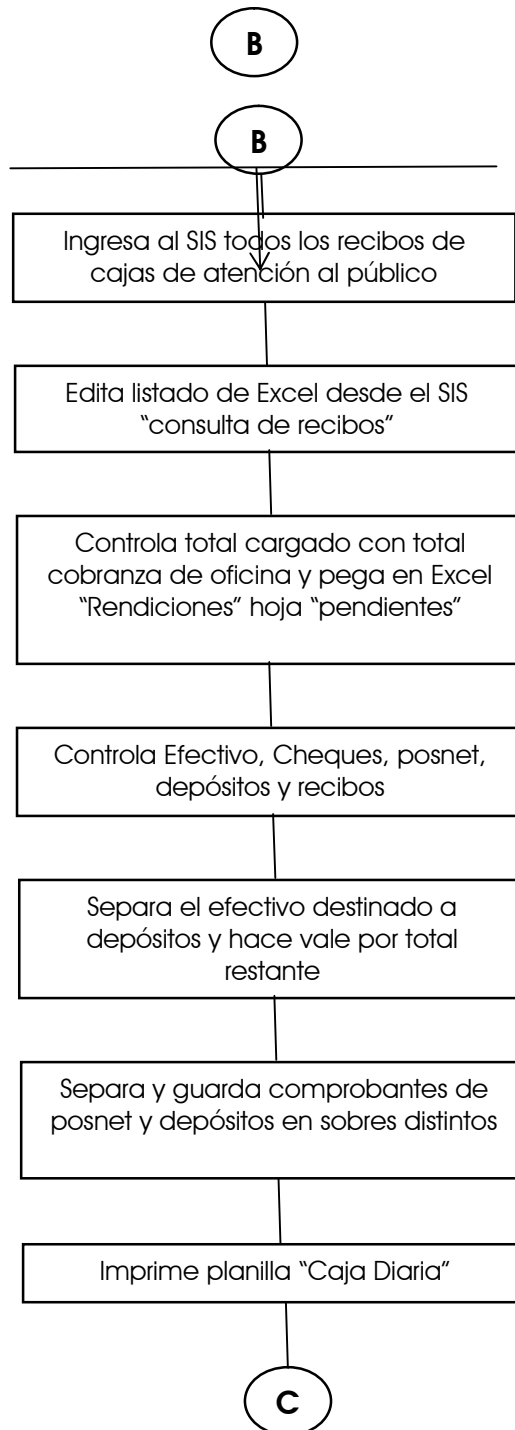 B
B
Ingresa al SIS todos los recibos de
cajas de atención al público
Edita listado de Excel desde el SIS
“consulta de recibos”
Controla total cargado con total
cobranza de oficina y pega en Excel
“Rendiciones” hoja “pendientes”
Controla Efectivo, Cheques, posnet,
depósitos y recibos
Separa el efectivo destinado a
depósitos y hace vale por total
restante
Separa y guarda comprobantes de
posnet y depósitos en sobres distintos
Imprime planilla “Caja Diaria”
C